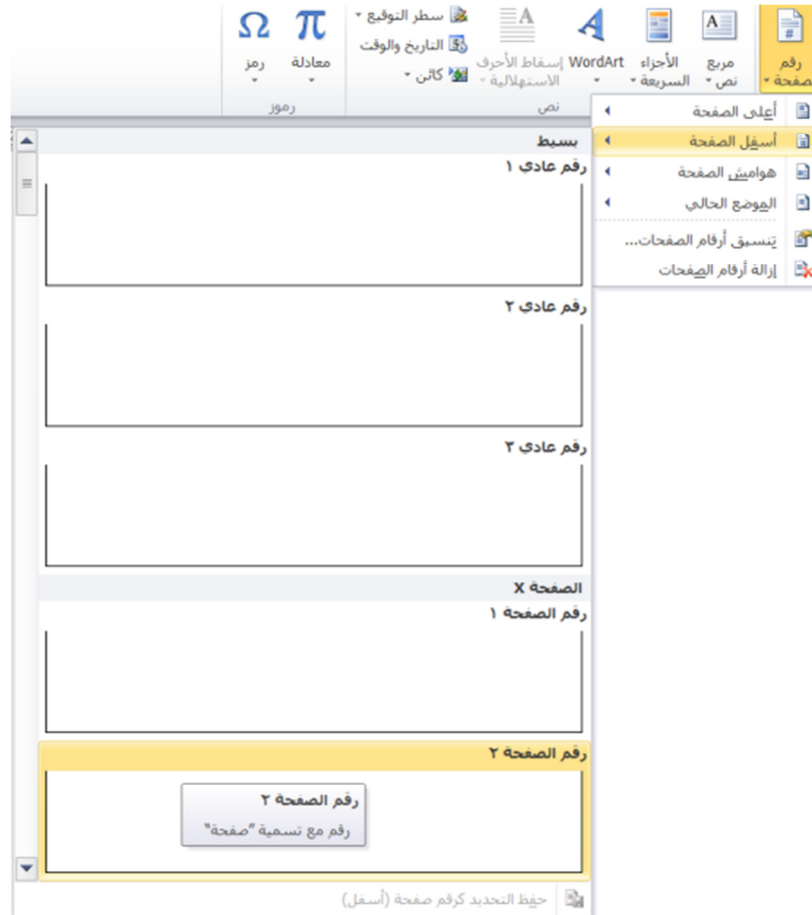 رقم
الصفحة
مربع
نص
الأجزاء
السريعة
WordArt
إسقاط الأحرف
الاستهلالية
سطر التوقيع
التاريخ والوقت
كائن
نص
معادلة
رمز
رموز
أعلى الصفحة
أسفل الصفحة
هوامش الصفحة
الموضع الحالي
تنسيق أرقام الصفحات...
إزالة أرقام الصفحات
بسيط
رقم عادي ١
رقم عادي ٢
رقم عادي ٣
الصفحة X
رقم الصفحة ١
رقم الصفحة ٢
رقم الصفحة ٢
رقم مع تسمية "صفحة"
حفظ التحديد كرقم صفحة (أسفل)